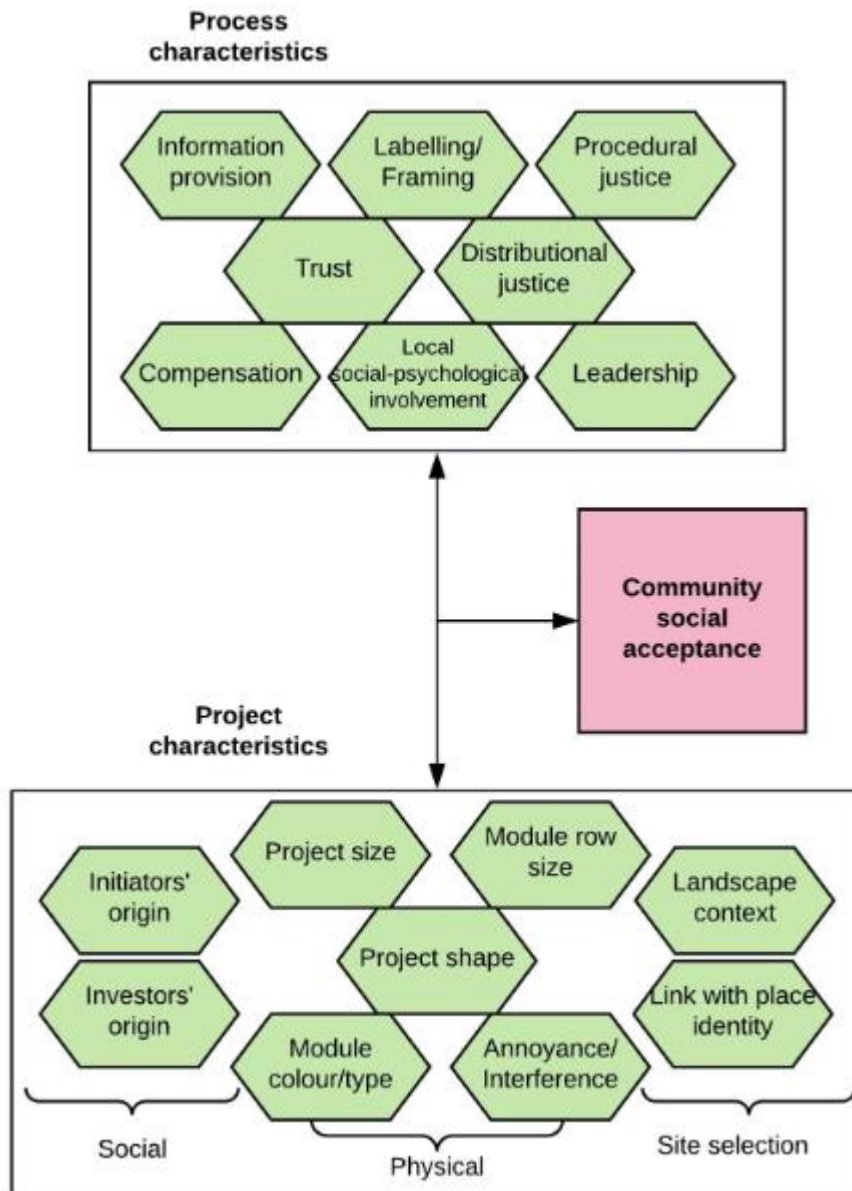 Process
characteristics
Information
provision
Labelling/
Framing
Procedural
justice
Trust
Distributional
justice
Compensation
Local
social-psychological
involvement
Leadership
Community
social
acceptance
Project
characteristics
Initiators'
origin
Investors'
origin
Project size
Module row
size
Project shape
Module
colour/type
Annoyance/
Interference
Landscape
context
Link with place
identity
Social
Physical
Site selection